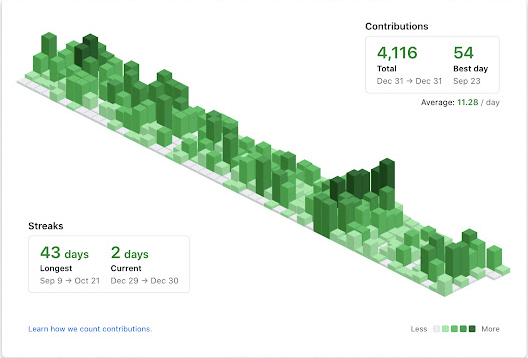 Contributions
4,116 54
Total Best day
Dec 31 → Dec 31 Sep 23
Average: 11.28 / day
Streaks
43 days 2 days
Longest Current
Sep 9 → Oct 21 Dec 29 → Dec 30
Learn how we count contributions.
Less More